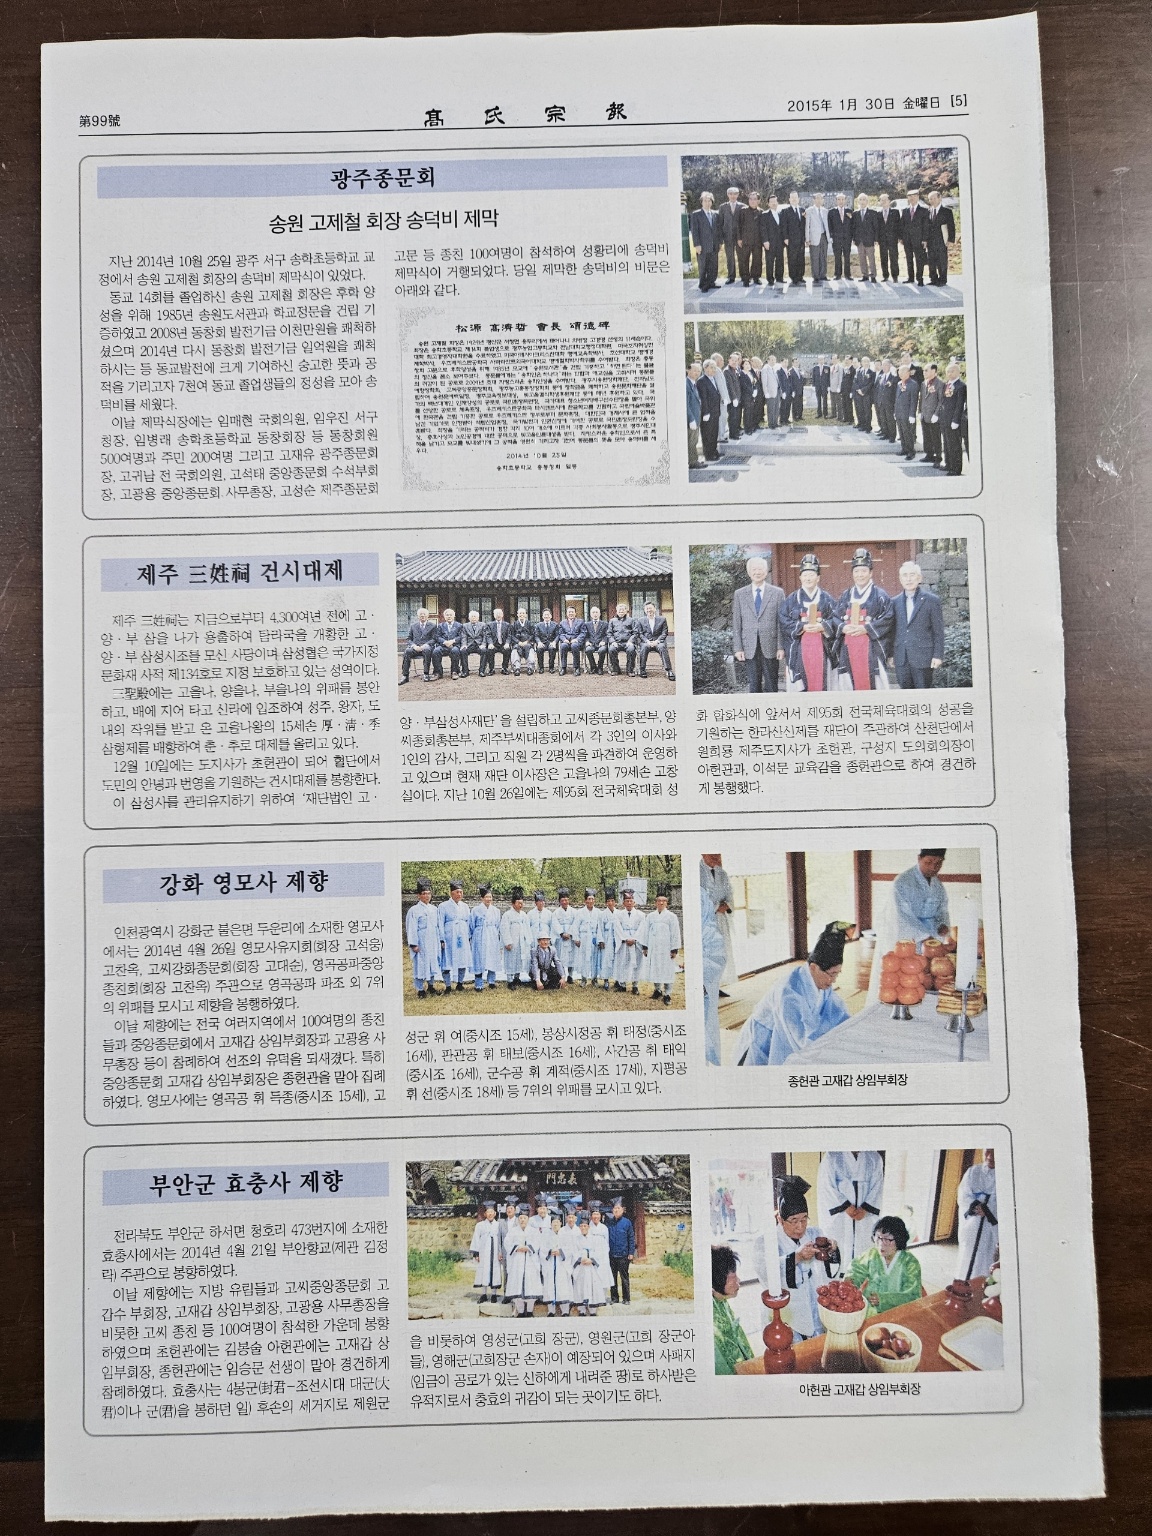 第99號
高氏宗報
2015年 1月 30日 金曜日 [5]
광주종문회
송원 고제철 회장 송덕비 제막
지난 2014년 10월 25일 광주 서구 송학초등학교 교
정에서 송원 고제철 회장의 송덕비 제막식이 있었다.
동교 14회를 졸업하신 송원 고제철 회장은 후학 양
성을 위해 1985년 송원도서관과 학교정문을 건립 기
증하였고 2008년 동창회 발전기금 이천만원을 쾌척하
셨으며 2014년 다시 동창회 발전기금 일억원을 쾌척
하시는 등 동교발전에 크게 기여하신 숭고한 뜻과 공
적을 기리고자 7천여 동교 졸업생들의 정성을 모아 송
덕비를 세웠다.
이날 제막식장에는 임매현 국회의원, 임우진 서구
청장, 임병래 송학초등학교 동창회장 등 동창회원
500여명과 주민 200여명 그리고 고재유 광주종문회
장, 고귀남 전 국회의원, 고석태 중앙종문회 수석부회
장, 고광용 중앙종문회 사무총장, 고성순 제주종문회
고문 등 종친 100여명이 참석하여 성황리에 송덕비
제막식이 거행되었다. 당일 제막한 송덕비의 비문은
아래와 같다.
松源 高濟哲 會長 頌德碑
2014년 10월 25일
송학초등학교 총동창회 일동
제주 三姓祠 건시대제
제주 三姓祠는 지금으로부터 4,300여년 전에 고·
양·부 삼을 나가 용출하여 탐라국을 개황한 고·
양·부 삼성시조를 모신 사당이며 삼성혈은 국가지정
문화재 사적 제134호로 지정 보호하고 있는 성역이다.
三聖殿에는 고을나, 양을나, 부을나의 위패를 봉안
하고, 배에 지어 타고 신라에 입조하여 성주, 왕자, 도
내의 작위를 받고 온 고을나왕의 15세손 厚·淸·季
삼형제를 배향하여 춘·추로 대제를 올리고 있다.
12월 10일에는 도지사가 초헌관이 되어 혈단에서
도민의 안녕과 번영을 기원하는 건시대제를 봉향한다.
이 삼성사를 관리유지하기 위하여 ‘재단법인 고·
양·부삼성사재단’을 설립하고 고씨종문회총본부, 양
씨종회총본부, 제주부씨대종회에서 각 3인의 이사와
1인의 감사, 그리고 직원 각 2명씩을 파견하여 운영하
고 있으며 현재 재단 이사장은 고을나의 79세손 고창
실이다. 지난 10월 26일에는 제95회 전국체육대회 성
화 합화식에 앞서서 제95회 전국체육대회의 성공을
기원하는 한라산신제를 재단이 주관하여 산천단에서
원희룡 제주도지사가 초헌관, 구성지 도의회의장이
아헌관과, 이석문 교육감을 종헌관으로 하여 경건하
게 봉행했다.
강화 영모사 제향
인천광역시 강화군 불은면 두운리에 소재한 영모사
에서는 2014년 4월 26일 영모사유지회(회장 고석웅)
고찬옥, 고씨강화종문회(회장 고대순), 영곡공파중앙
종친회(회장 고찬옥) 주관으로 영곡공파 파조 외 7위
의 위패를 모시고 제향을 봉행하였다.
이날 제향에는 전국 여러지역에서 100여명의 종친
들과 중앙종문회에서 고재갑 상임부회장과 고광용 사
무총장 등이 참례하여 선조의 유덕을 되새겼다. 특히
중앙종문회 고재갑 상임부회장은 종헌관을 맡아 집례
하였다. 영모사에는 영곡공 휘 득종(중시조 15세), 고
성군 휘 여(중시조 15세), 봉상시정공 휘 태정(중시조
16세), 판관공 휘 태보(중시조 16세), 사간공 휘 태익
(중시조 16세), 군수공 휘 계적(중시조 17세), 지평공
휘 선(중시조 18세) 등 7위의 위패를 모시고 있다.
종헌관 고재갑 상임부회장
부안군 효충사 제향
전라북도 부안군 하서면 청호리 473번지에 소재한
효충사에서는 2014년 4월 21일 부안향교(제관 김정
락) 주관으로 봉향하였다.
이날 제향에는 지방 유림들과 고씨중앙종문회 고
갑수 부회장, 고재갑 상임부회장, 고광용 사무총장을
비롯한 고씨 종친 등 100여명이 참석한 가운데 봉향
하였으며 초헌관에는 김봉술 아헌관에는 고재갑 상
임부회장, 종헌관에는 임승문 선생이 맡아 경건하게
참례하였다. 효충사는 4봉군(封君-조선시대 대군(大
君)이나 군(君)을 봉하던 일) 후손의 세거지로 제원군
을 비롯하여 영성군(고희 장군), 영원군(고희 장군아
들), 영해군(고희장군 손자)이 예장되어 있으며 사패지
(임금이 공로가 있는 신하에게 내려준 땅)로 하사받은
유적지로서 충효의 귀감이 되는 곳이기도 하다.
아헌관 고재갑 상임부회장